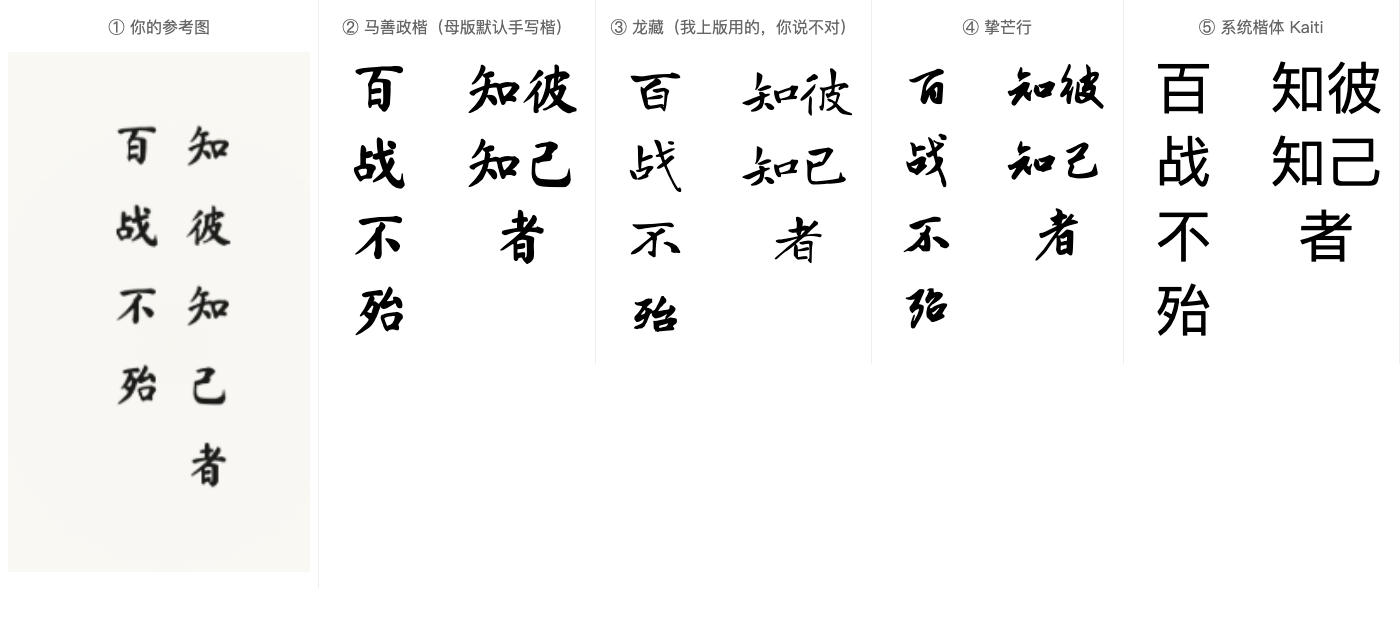 ① 你的参考图
知彼知己者
百战不殆
② 马善政楷（母版默认手写楷）
百 知彼
战 知己
不 者
殆
③ 龙藏（我上版用的，你说不对）
百 知彼
战 知己
不 者
殆
④ 挚芒行
百 知彼
战 知己
不 者
殆
⑤ 系统楷体 Kaiti
百 知彼
战 知己
不 者
殆